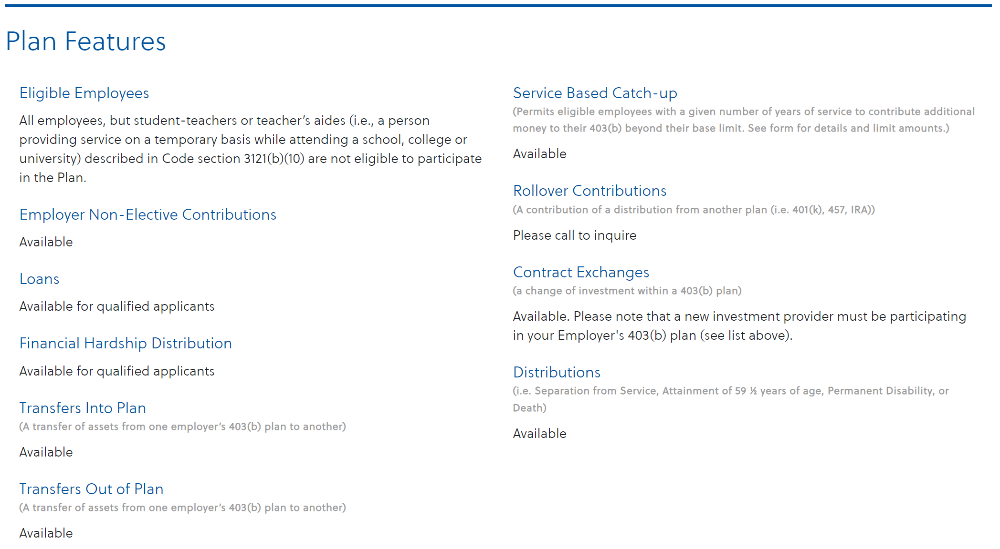 Plan Features
Eligible Employees
All employees, but student-teachers or teacher’s aides (i.e., a person
providing service on a temporary basis while attending a school, college or
university) described in Code section 3121(b)(10) are not eligible to participate
in the Plan.
Employer Non-Elective Contributions
Available
Loans
Available for qualified applicants
Financial Hardship Distribution
Available for qualified applicants
Transfers Into Plan
(A transfer of assets from one employer’s 403(b) plan to another)
Available
Transfers Out of Plan
(A transfer of assets from one employer’s 403(b) plan to another)
Available
Service Based Catch-up
(Permits eligible employees with a given number of years of service to contribute additional
money to their 403(b) beyond their base limit. See form for details and limit amounts.)
Available
Rollover Contributions
(A contribution of a distribution from another plan (i.e. 401(k), 457, IRA))
Please call to inquire
Contract Exchanges
(a change of investment within a 403(b) plan)
Available. Please note that a new investment provider must be participating
in your Employer's 403(b) plan (see list above).
Distributions
(i.e. Separation from Service, Attainment of 59 ½ years of age, Permanent Disability, or
Death)
Available